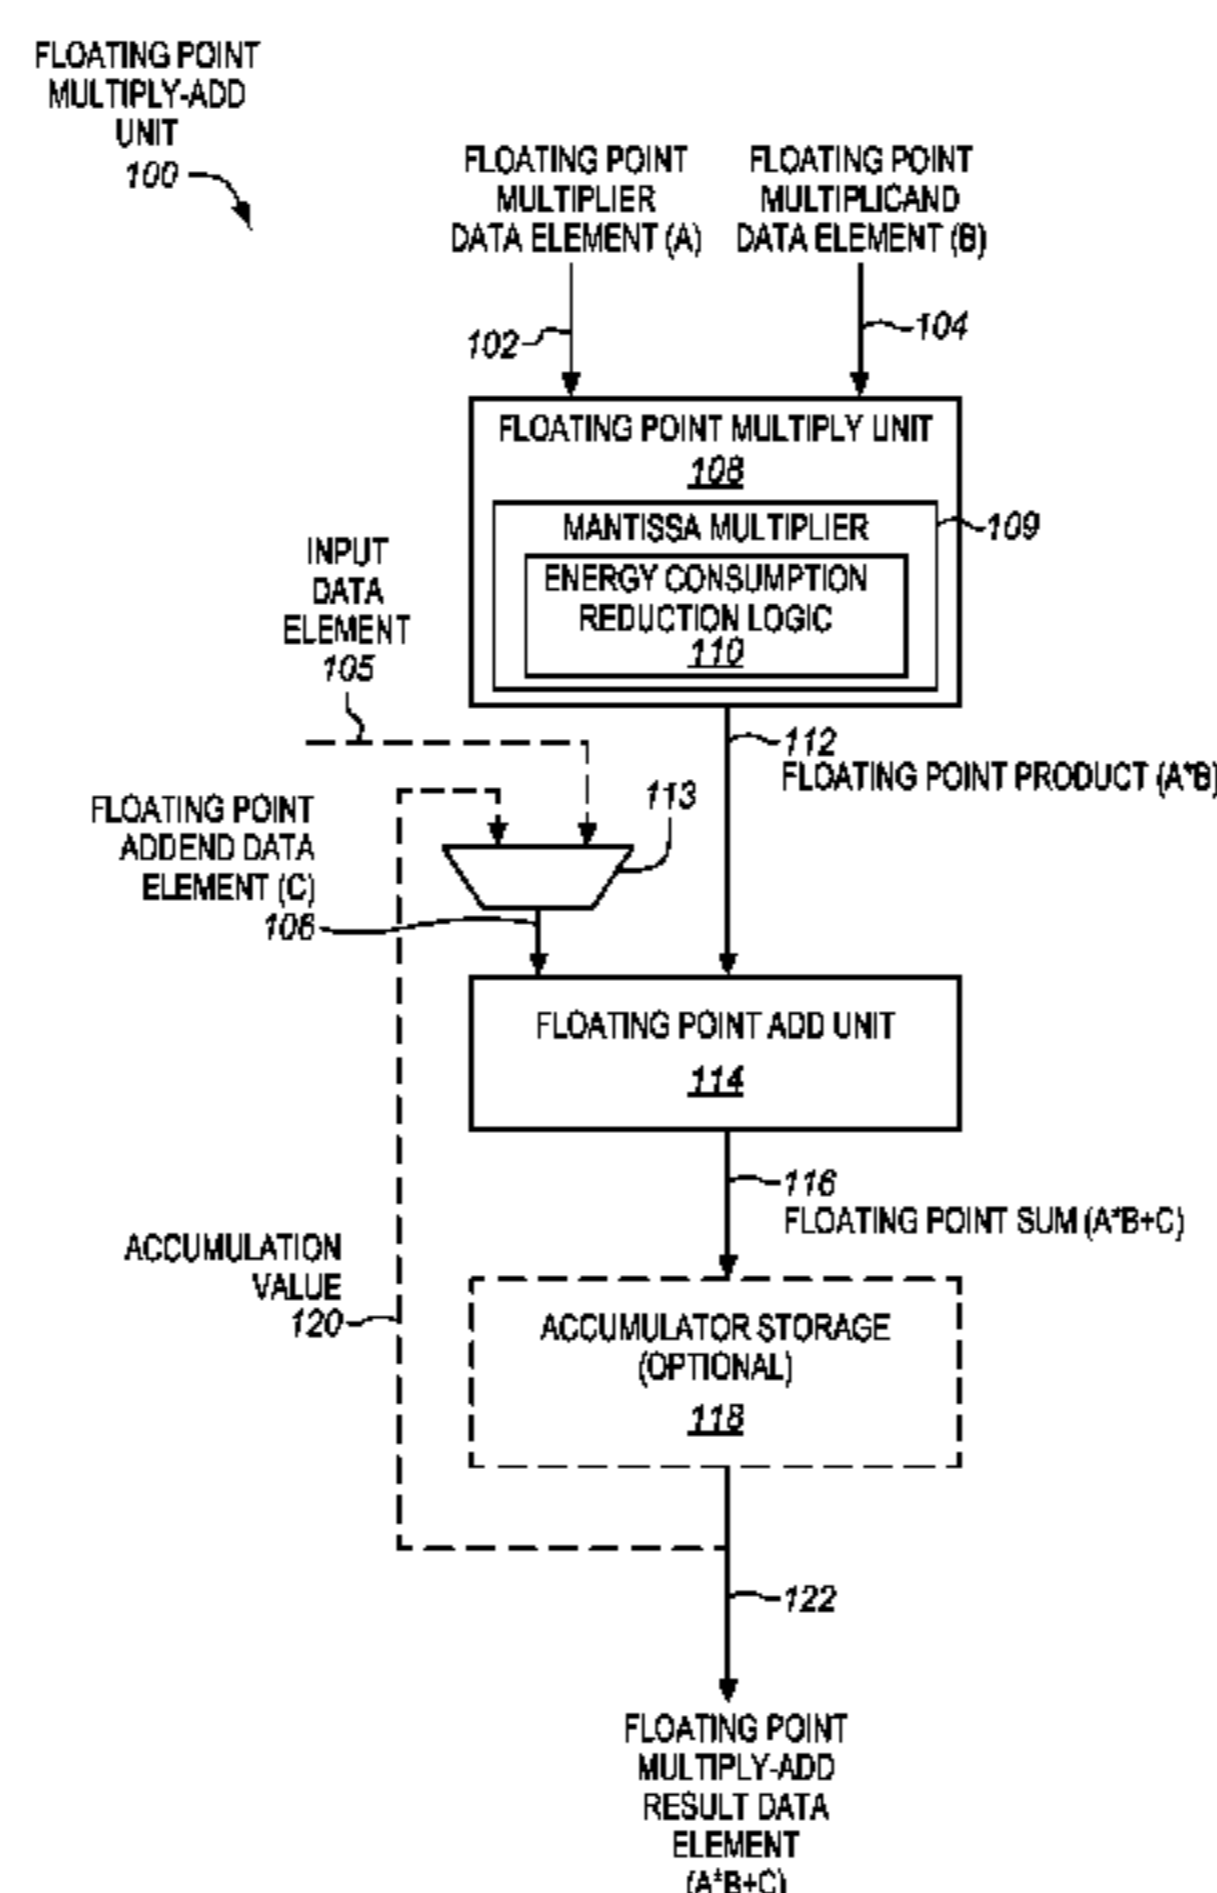 FLOATING POINT
MULTIPLY-ADD
UNIT
100
FLOATING POINT
MULTIPLIER
DATA ELEMENT (A)
FLOATING POINT
MULTIPLICAND
DATA ELEMENT (B)
102
104
FLOATING POINT MULTIPLY UNIT
108
MANTISSA MULTIPLIER
109
ENERGY CONSUMPTION
REDUCTION LOGIC
110
INPUT
DATA
ELEMENT
105
112
FLOATING POINT PRODUCT (A*B)
113
FLOATING POINT
ADDEND DATA
ELEMENT (C)
106
FLOATING POINT ADD UNIT
114
116
FLOATING POINT SUM (A*B+C)
ACCUMULATION
VALUE
120
ACCUMULATOR STORAGE
(OPTIONAL)
118
122
FLOATING POINT
MULTIPLY-ADD
RESULT DATA
ELEMENT
(A*B+C)